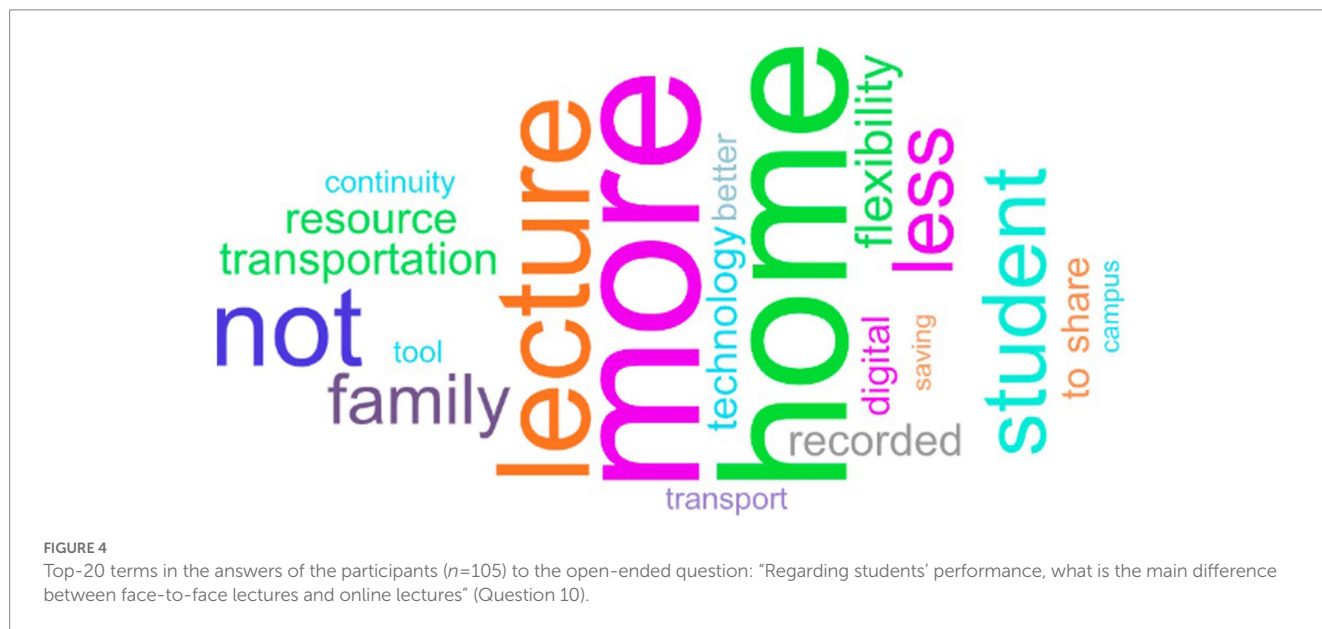 continuity
resource
transportation
not
tool
family
lecture
more
technology
better
home
transport
flexibility
less
digital
saving
recorded
student
to share
campus
FIGURE 4
Top-20 terms in the answers of the participants (n=105) to the open-ended question: “Regarding students’ performance, what is the main difference
between face-to-face lectures and online lectures” (Question 10).